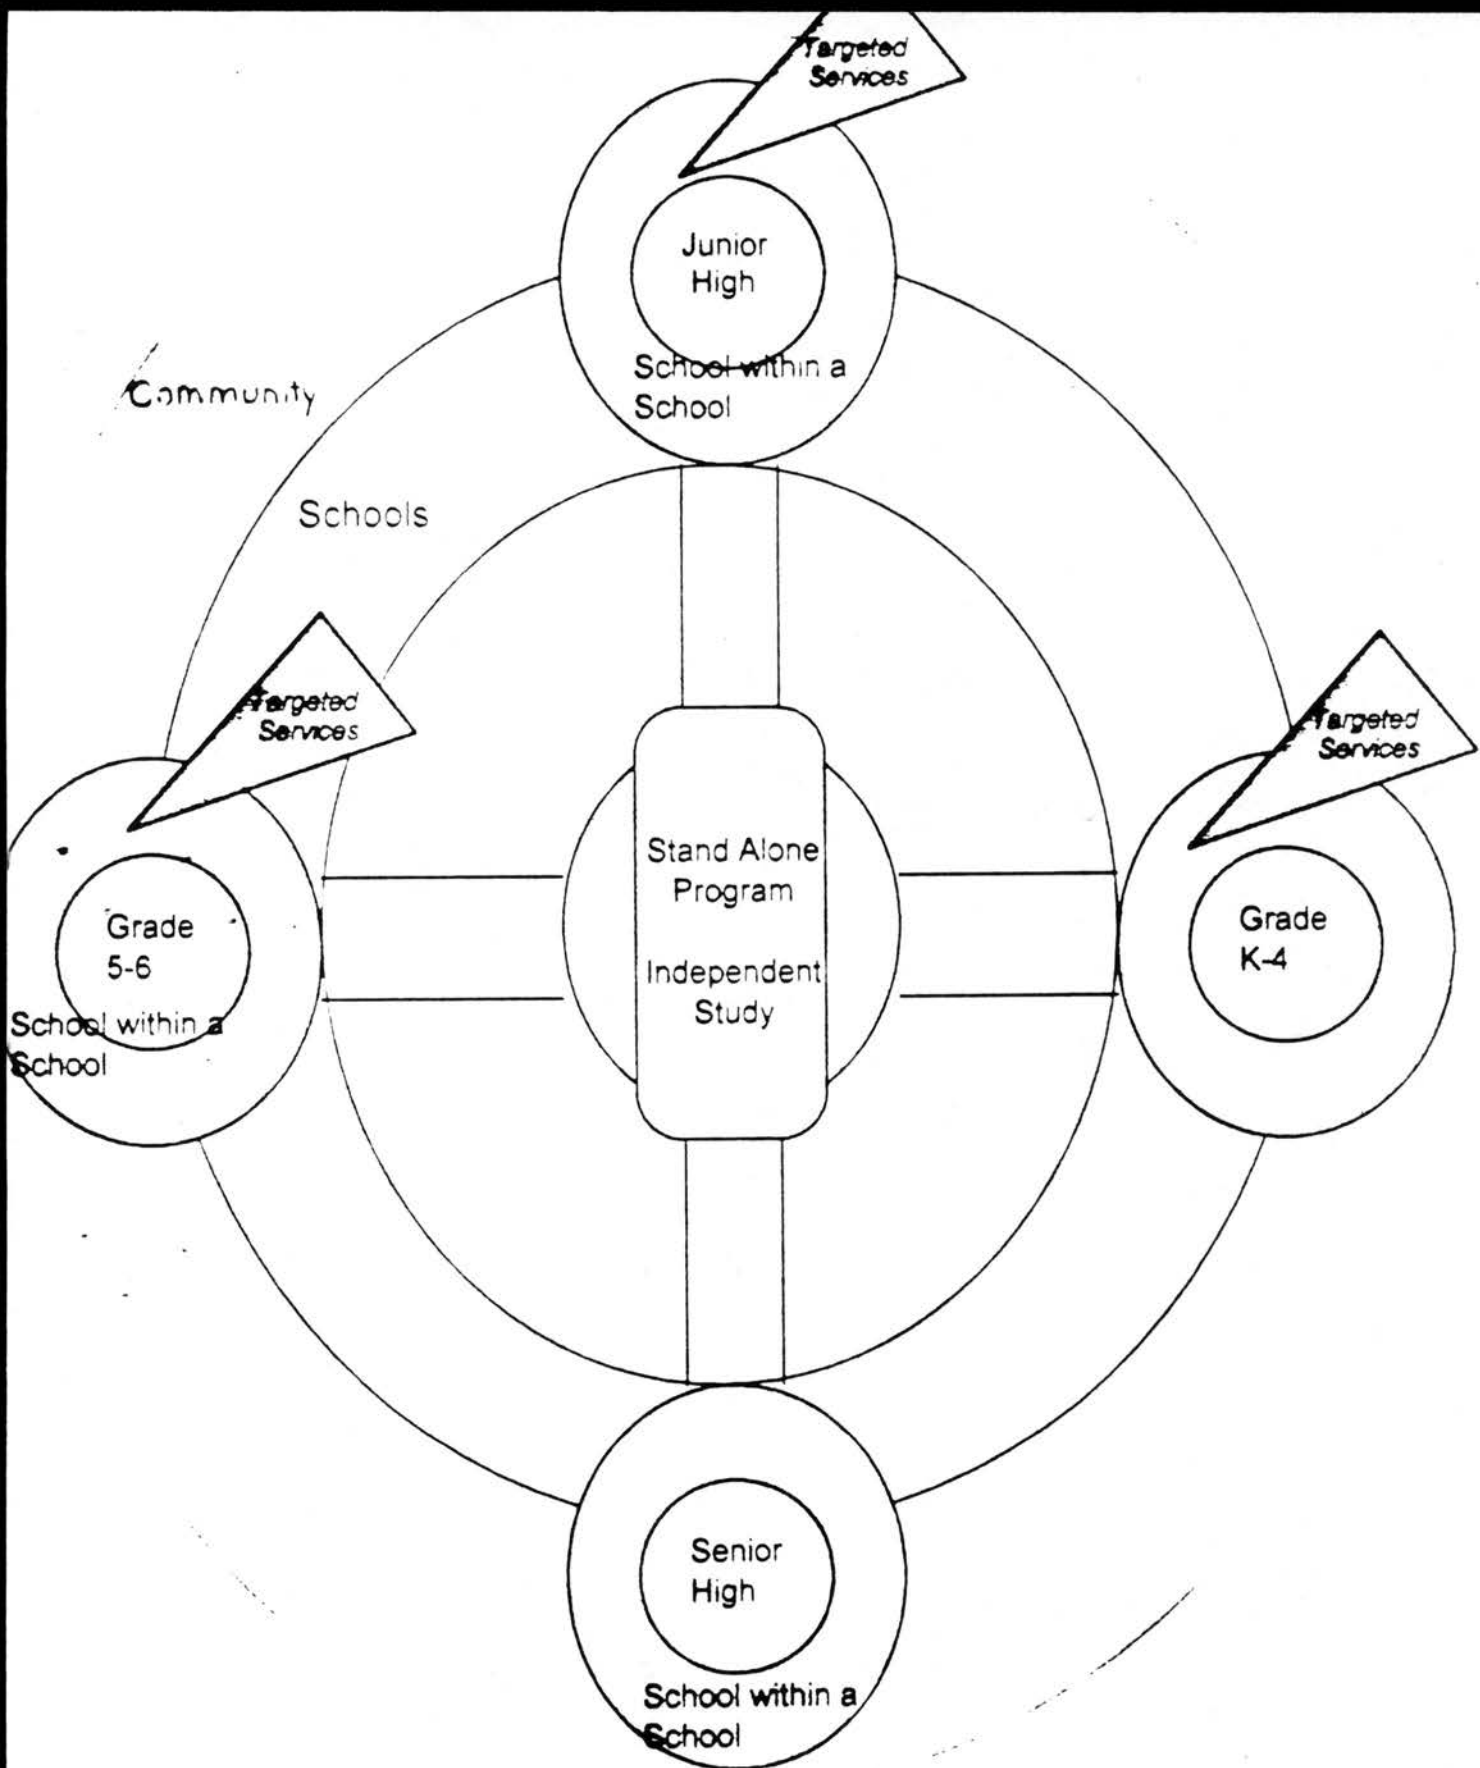 Targeted
Services
Junior
High
School within a
School
Community
Schools
Targeted
Services
Targeted
Services
Stand Alone
Program
Independent
Study
Grade
5-6
School within a
School
Grade
K-4
Senior
High
School within a
School